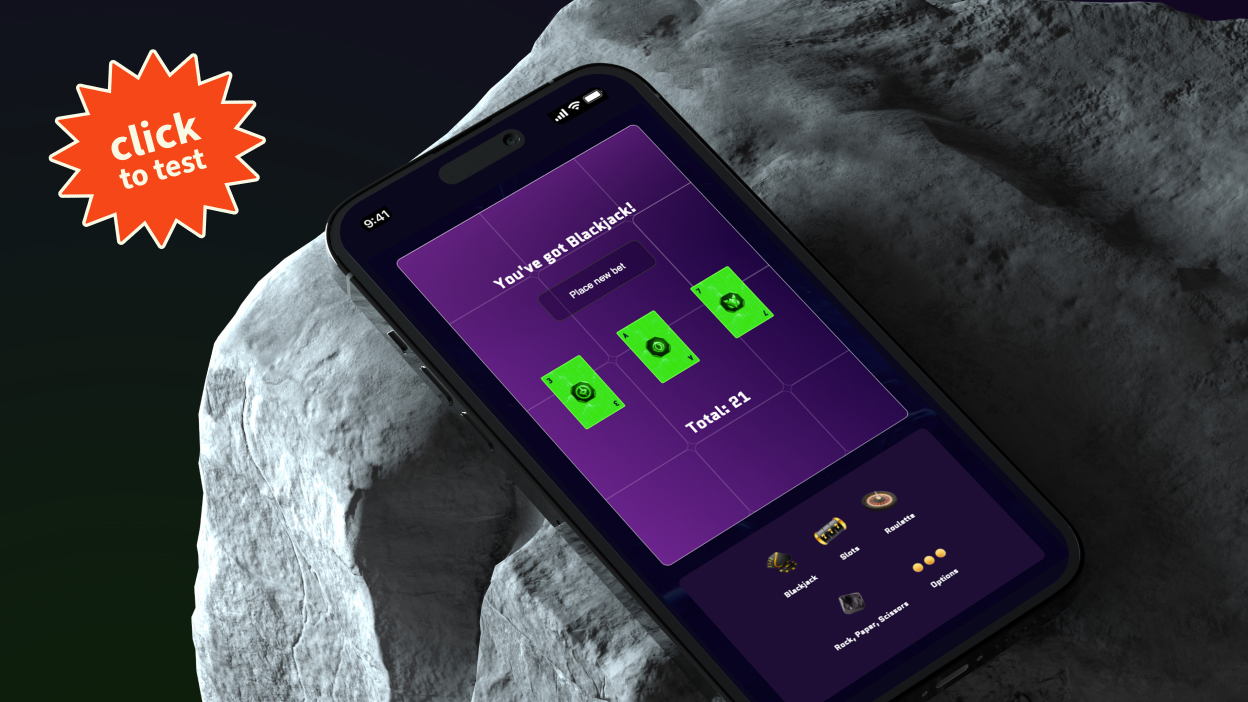 click
to test
9:41
You've got Blackjack!
Place new bet
3
3
A
A
7
7
Total: 21
Blackjack
Slots
Roulette
Rock, Paper, Scissors
Options